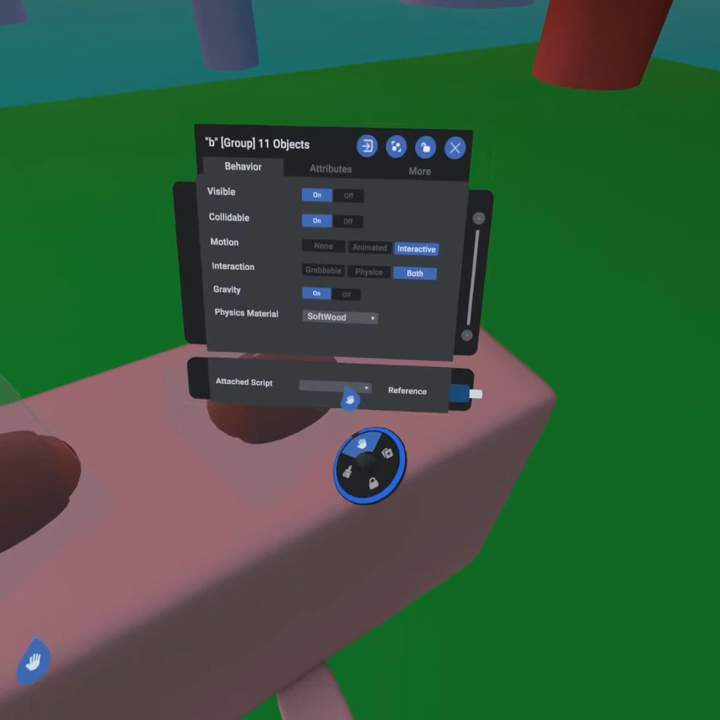 "b" [Group] 11 Objects
Behavior Attributes More
Visible On Off
Collidable On Off
Motion None Animated Interactive
Interaction Grabbable Physics Both
Gravity On Off
Physics Material SoftWood
Attached Script Reference